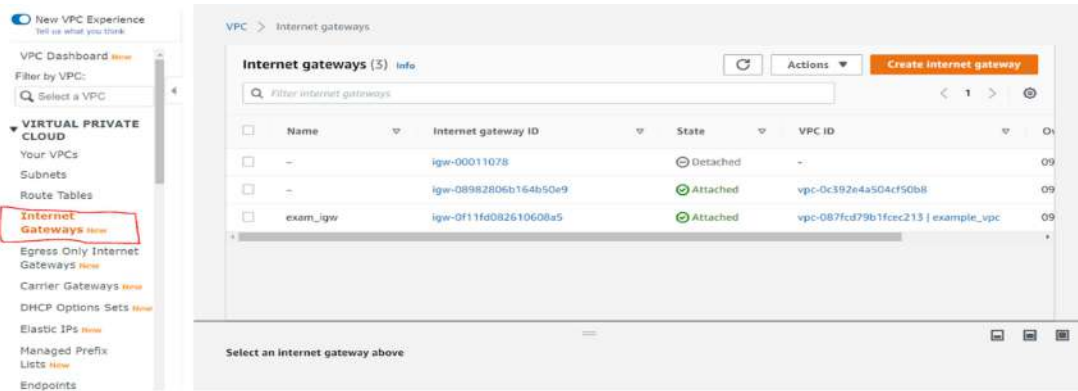 New VPC Experience
Tell us what you think
VPC Dashboard New
Filter by VPC:
Select a VPC
VIRTUAL PRIVATE
CLOUD
Your VPCs
Subnets
Route Tables
Internet
Gateways New
Egress Only Internet
Gateways New
Carrier Gateways New
DHCP Options Sets New
Elastic IPs New
Managed Prefix
Lists New
Endpoints
VPC > Internet gateways
Internet gateways (3) Info
Actions
Create internet gateway
Filter internet gateways
< 1 >
Name Internet gateway ID State VPC ID
– igw-00011078 Detached - 09
– igw-08982806b164b50e9 Attached vpc-0c392e4a504cf50b8 09
exam_igw igw-0f11fd082610608a5 Attached vpc-087fcd79b1fcec213 | example_vpc 09
Select an internet gateway above